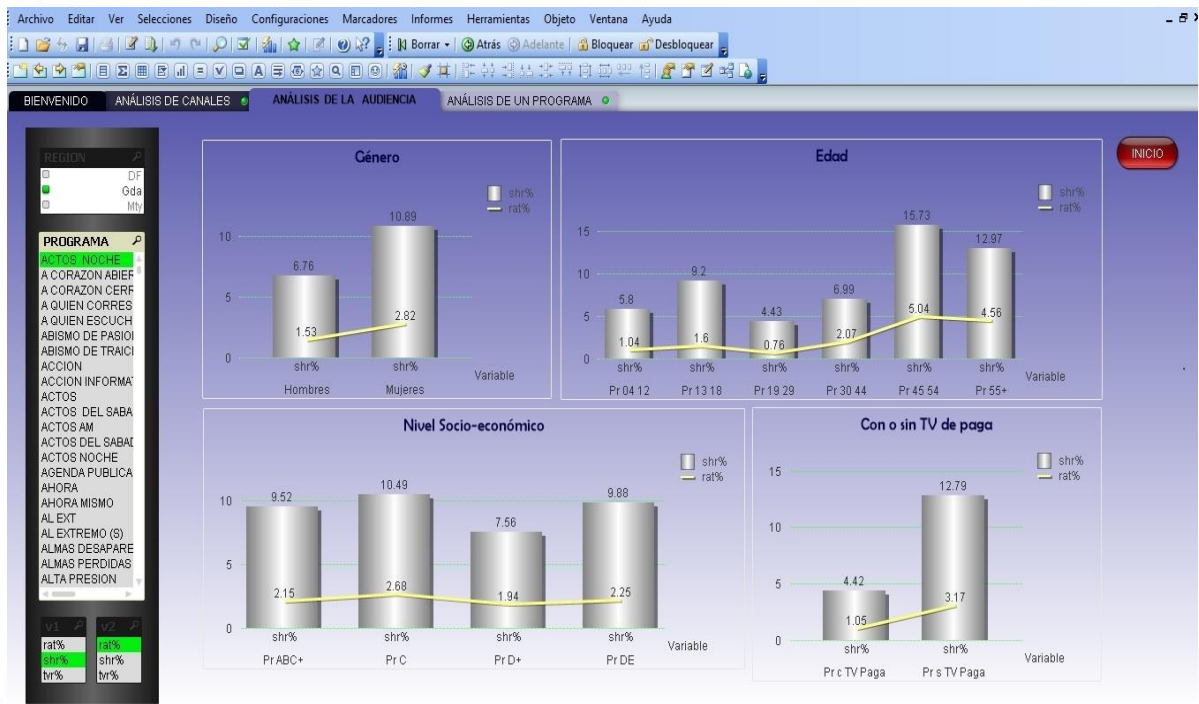 Archivo Editar Ver Selecciones Diseño Configuraciones Marcadores Informes Herramientas Objeto Ventana Ayuda
Borrar Atrás Adelante Bloquear Desbloquear
BIENVENIDO ANÁLISIS DE CANALES ANÁLISIS DE LA AUDIENCIA ANÁLISIS DE UN PROGRAMA
INICIO
REGION
DF
Gda
Mty
PROGRAMA
ACTOS NOCHE
A CORAZON ABIER
A CORAZON CERR
A QUIEN CORRES
A QUIEN ESCUCH
ABISMO DE PASIO
ABISMO DE TRAICI
ACCION
ACCION INFORMA
ACTOS
ACTOS DEL SABA
ACTOS AM
ACTOS DEL SABAD
ACTOS NOCHE
AGENDA PUBLICA
AHORA
AHORA MISMO
AL EXT
AL EXTREMO (S)
ALMAS DESAPARE
ALMAS PERDIDAS
ALTA PRESION
v1
rat%
shr%
tvr%
v2
rat%
shr%
tvr%
Género
shr%
rat%
10
5
0
6.76 10.89
1.53 2.82
shr% shr%
Hombres Mujeres
Variable
Edad
shr%
rat%
15
10
5
0
5.8 9.2 4.43 6.99 15.73 12.97
1.04 1.6 0.76 2.07 5.04 4.56
shr% shr% shr% shr% shr% shr%
Pr 04 12 Pr 13 18 Pr 19 29 Pr 30 44 Pr 45 54 Pr 55+
Variable
Nivel Socio-económico
shr%
rat%
10
5
0
9.52 10.49 7.56 9.88
2.15 2.68 1.94 2.25
shr% shr% shr% shr%
Pr ABC+ Pr C Pr D+ Pr DE
Variable
Con o sin TV de paga
shr%
rat%
15
10
5
0
4.42 12.79
1.05 3.17
shr% shr%
Pr c TV Paga Pr s TV Paga
Variable